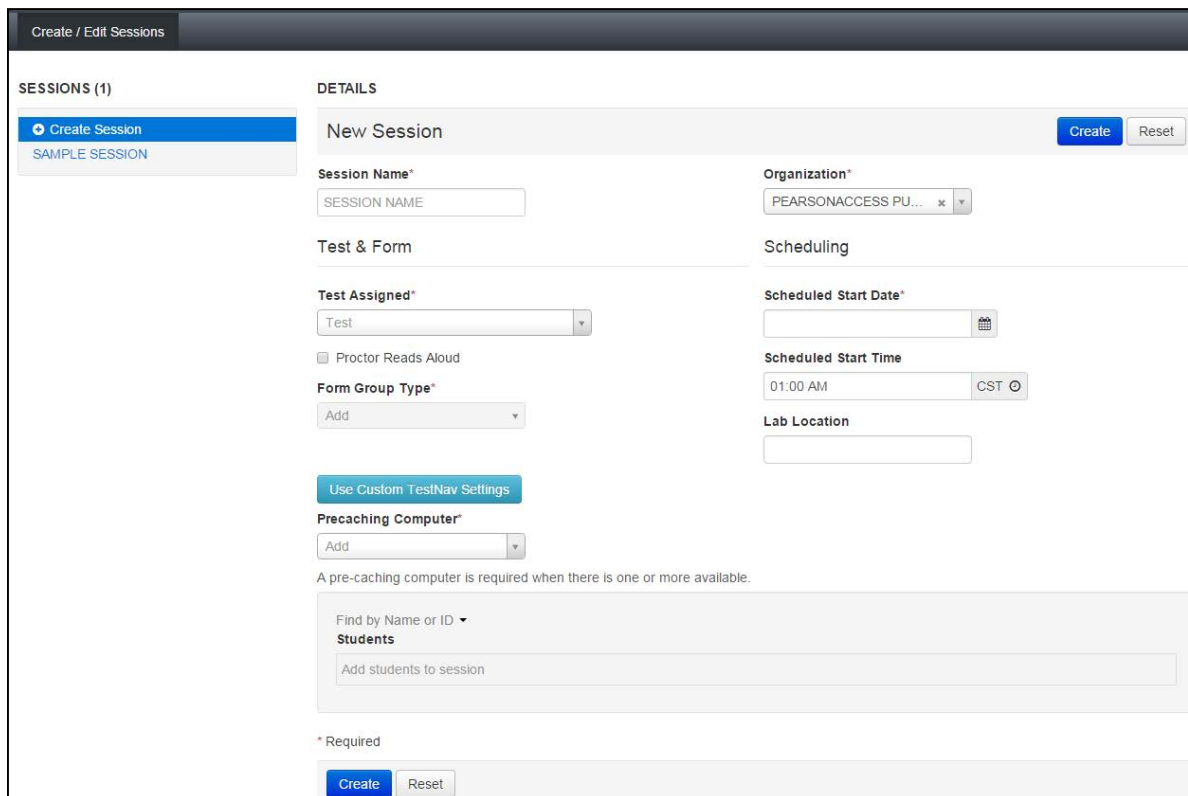 Create / Edit Sessions
SESSIONS (1)
Create Session
SAMPLE SESSION
DETAILS
New Session
Create
Reset
Session Name*
SESSION NAME
Organization*
PEARSONACCESS PU...
Test & Form
Scheduling
Test Assigned*
Test
Proctor Reads Aloud
Form Group Type*
Add
Scheduled Start Date*
Scheduled Start Time
01:00 AM
CST
Lab Location
Use Custom TestNav Settings
Precaching Computer*
Add
A pre-caching computer is required when there is one or more available.
Find by Name or ID
Students
Add students to session
* Required
Create
Reset